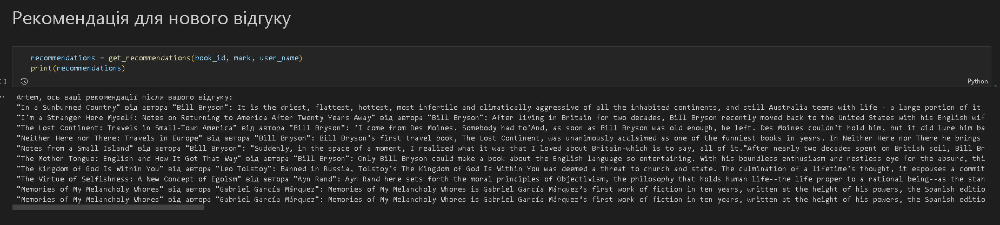 Рекомендація для нового відгуку
recommendations = get_recommendations(book_id, mark, user_name)
print(recommendations)
[ ]
Python
Artem, ось ваші рекомендації після вашого відгуку:
"In a Sunburned Country" від автора "Bill Bryson": It is the driest, flattest, hottest, most infertile and climatically aggressive of all the inhabited continents, and still Australia teems with life - a large portion of it
"I'm a Stranger Here Myself: Notes on Returning to America After Twenty Years Away" від автора "Bill Bryson": After living in Britain for two decades, Bill Bryson recently moved back to the United States with his English wif
"The Lost Continent: Travels in Small-Town America" від автора "Bill Bryson": 'I come from Des Moines. Somebody had to'And, as soon as Bill Bryson was old enough, he left. Des Moines couldn't hold him, but it did lure him ba
"Neither Here nor There: Travels in Europe" від автора "Bill Bryson": Bill Bryson's first travel book, The Lost Continent, was unanimously acclaimed as one of the funniest books in years. In Neither Here nor There he brings
"Notes from a Small Island" від автора "Bill Bryson": "Suddenly, in the space of a moment, I realized what it was that I loved about Britain-which is to say, all of it."After nearly two decades spent on British soil, Bill Br
"The Mother Tongue: English and How It Got That Way" від автора "Bill Bryson": Only Bill Bryson could make a book about the English language so entertaining. With his boundless enthusiasm and restless eye for the absurd, thi
"The Kingdom of God Is Within You" від автора "Leo Tolstoy": Banned in Russia, Tolstoy's The Kingdom of God Is Within You was deemed a threat to church and state. The culmination of a lifetime's thought, it espouses a commit
"The Virtue of Selfishness: A New Concept of Egoism" від автора "Ayn Rand": Ayn Rand here sets forth the moral principles of Objectivism, the philosophy that holds human life--the life proper to a rational being--as the stan
"Memories of My Melancholy Whores" від автора "Gabriel García Márquez": Memories of My Melancholy Whores is Gabriel García Márquez’s first work of fiction in ten years, written at the height of his powers, the Spanish editio
"Memories of My Melancholy Whores" від автора "Gabriel García Márquez": Memories of My Melancholy Whores is Gabriel García Márquez’s first work of fiction in ten years, written at the height of his powers, the Spanish editio